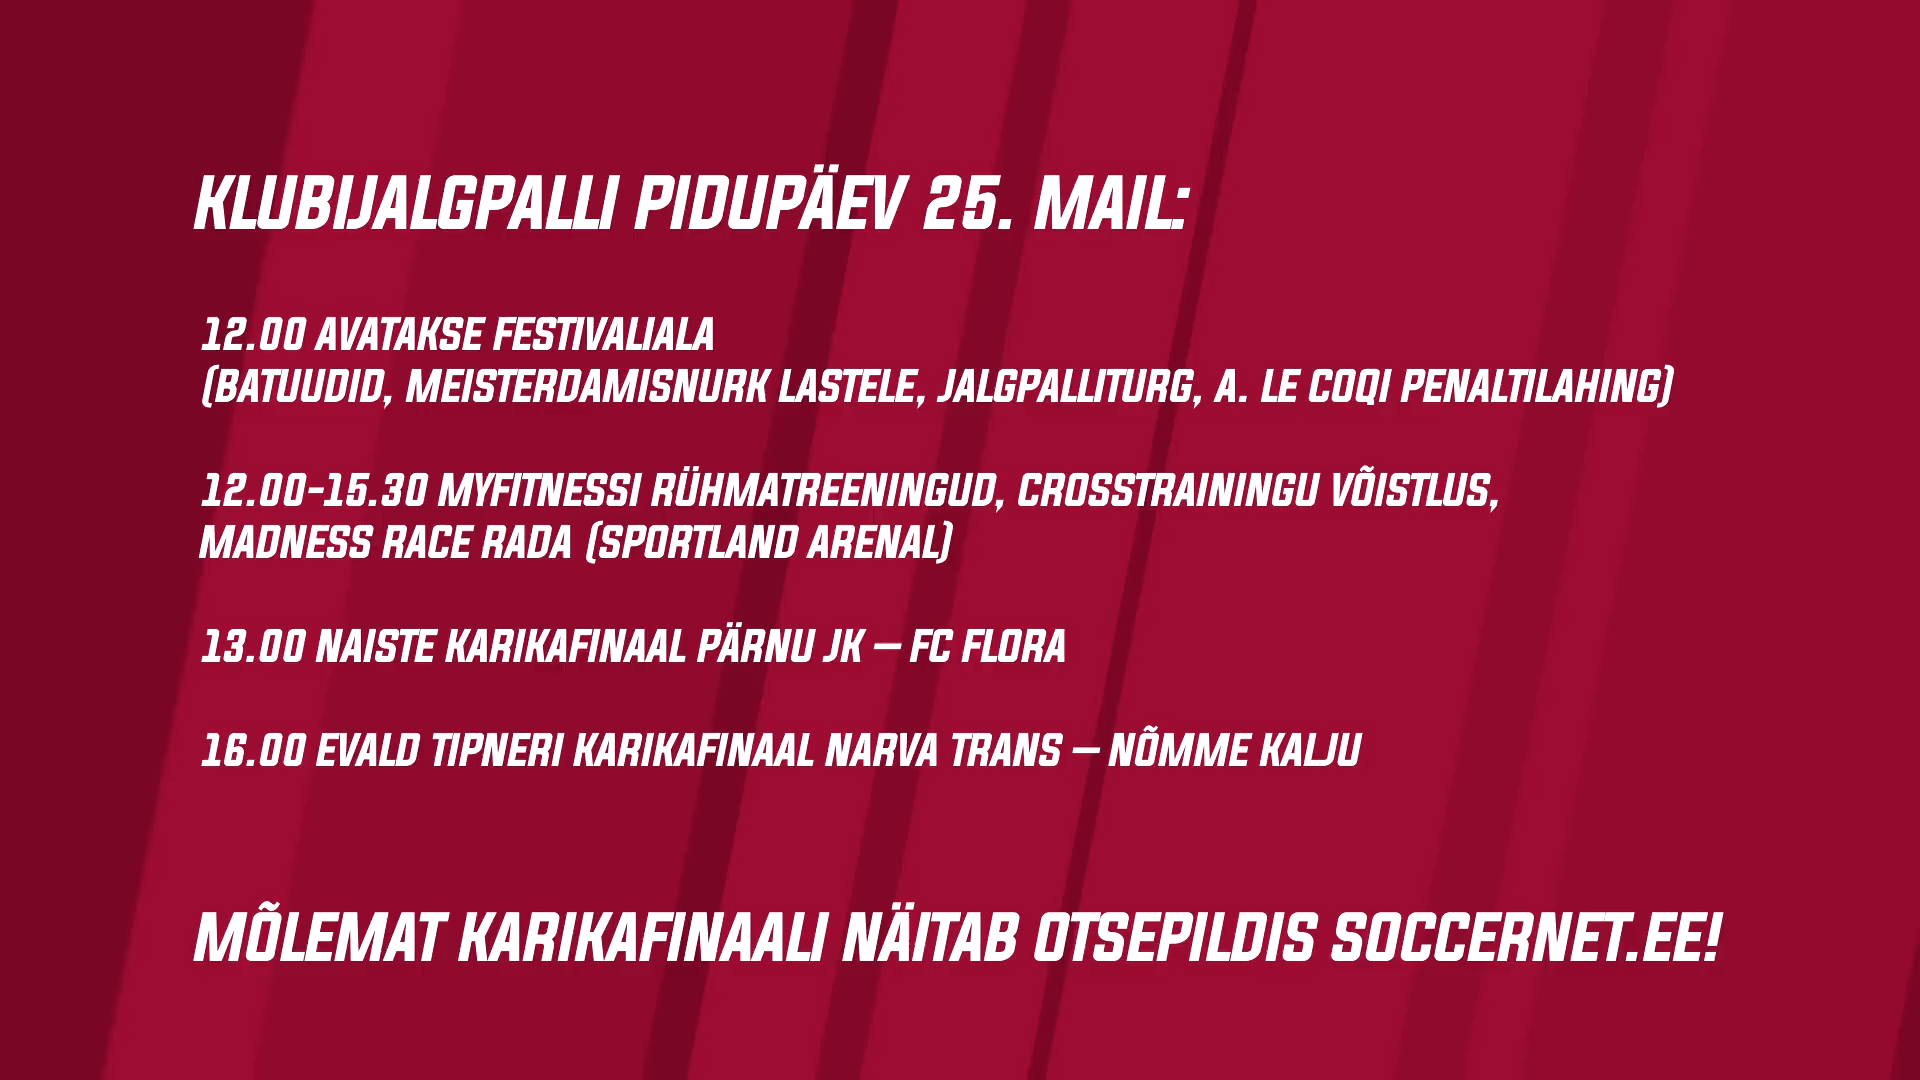 KLUBIJALGPALLI PIDUPÄEV 25. MAIL:
12.00 AVATAKSE FESTIVALIALA
(BATUUDID, MEISTERDAMISNURK LASTELE, JALGPALLITURG, A. LE COQI PENALTILAHING)
12.00-15.30 MYFITNESSI RÜHMATREENINGUD, CROSSTRAININGU VÕISTLUS,
MADNESS RACE RADA (SPORTLAND ARENAL)
13.00 NAISTE KARIKAFINAAL PÄRNU JK – FC FLORA
16.00 EVALD TIPNERI KARIKAFINAAL NARVA TRANS – NÕMME KALJU
MÕLEMAT KARIKAFINAALI NÄITAB OTSEPILDIS SOCCERNET.EE!